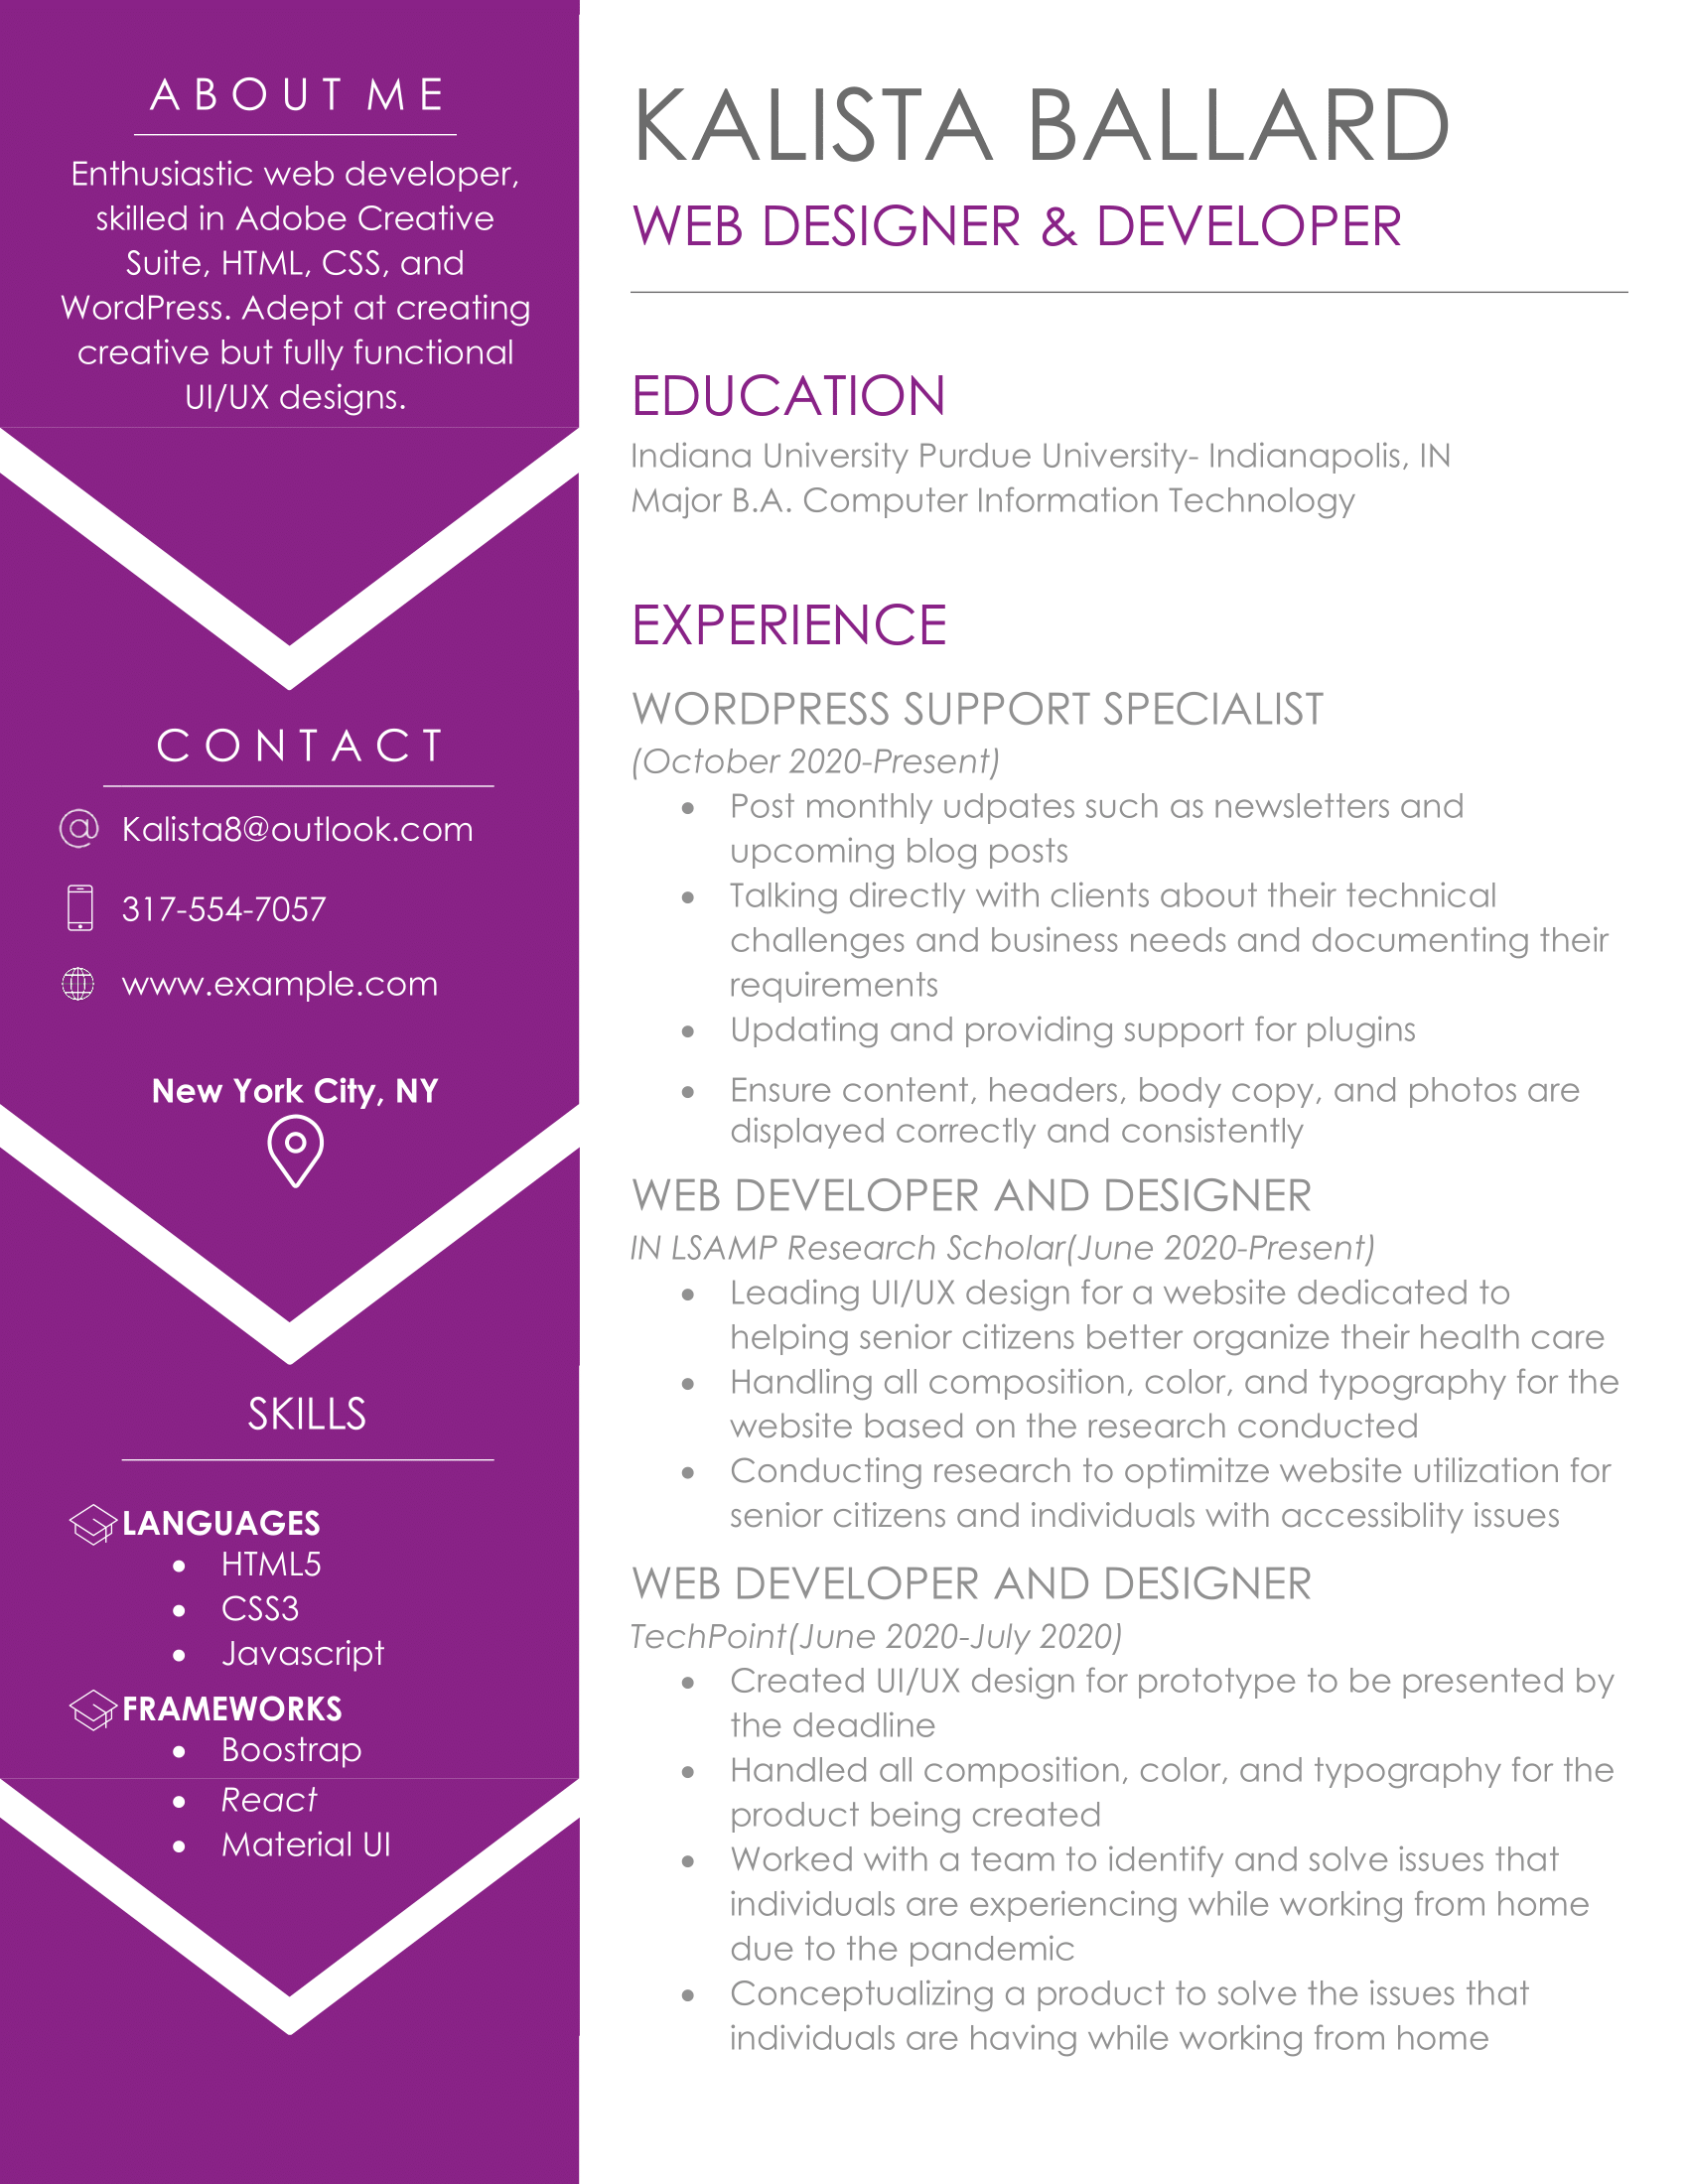 ABOUT ME
Enthusiastic web developer,
skilled in Adobe Creative
Suite, HTML, CSS, and
WordPress. Adept at creating
creative but fully functional
UI/UX designs.
CONTACT
@ Kalista8@outlook.com
317-554-7057
www.example.com
New York City, NY
SKILLS
LANGUAGES
• HTML5
• CSS3
• Javascript
FRAMEWORKS
• Boostrap
• React
• Material UI
KALISTA BALLARD
WEB DESIGNER & DEVELOPER
EDUCATION
Indiana University Purdue University- Indianapolis, IN
Major B.A. Computer Information Technology
EXPERIENCE
WORDPRESS SUPPORT SPECIALIST
(October 2020-Present)
• Post monthly udpates such as newsletters and
upcoming blog posts
• Talking directly with clients about their technical
challenges and business needs and documenting their
requirements
• Updating and providing support for plugins
• Ensure content, headers, body copy, and photos are
displayed correctly and consistently
WEB DEVELOPER AND DESIGNER
IN LSAMP Research Scholar(June 2020-Present)
• Leading UI/UX design for a website dedicated to
helping senior citizens better organize their health care
• Handling all composition, color, and typography for the
website based on the research conducted
• Conducting research to optimitze website utilization for
senior citizens and individuals with accessiblity issues
WEB DEVELOPER AND DESIGNER
TechPoint(June 2020-July 2020)
• Created UI/UX design for prototype to be presented by
the deadline
• Handled all composition, color, and typography for the
product being created
• Worked with a team to identify and solve issues that
individuals are experiencing while working from home
due to the pandemic
• Conceptualizing a product to solve the issues that
individuals are having while working from home